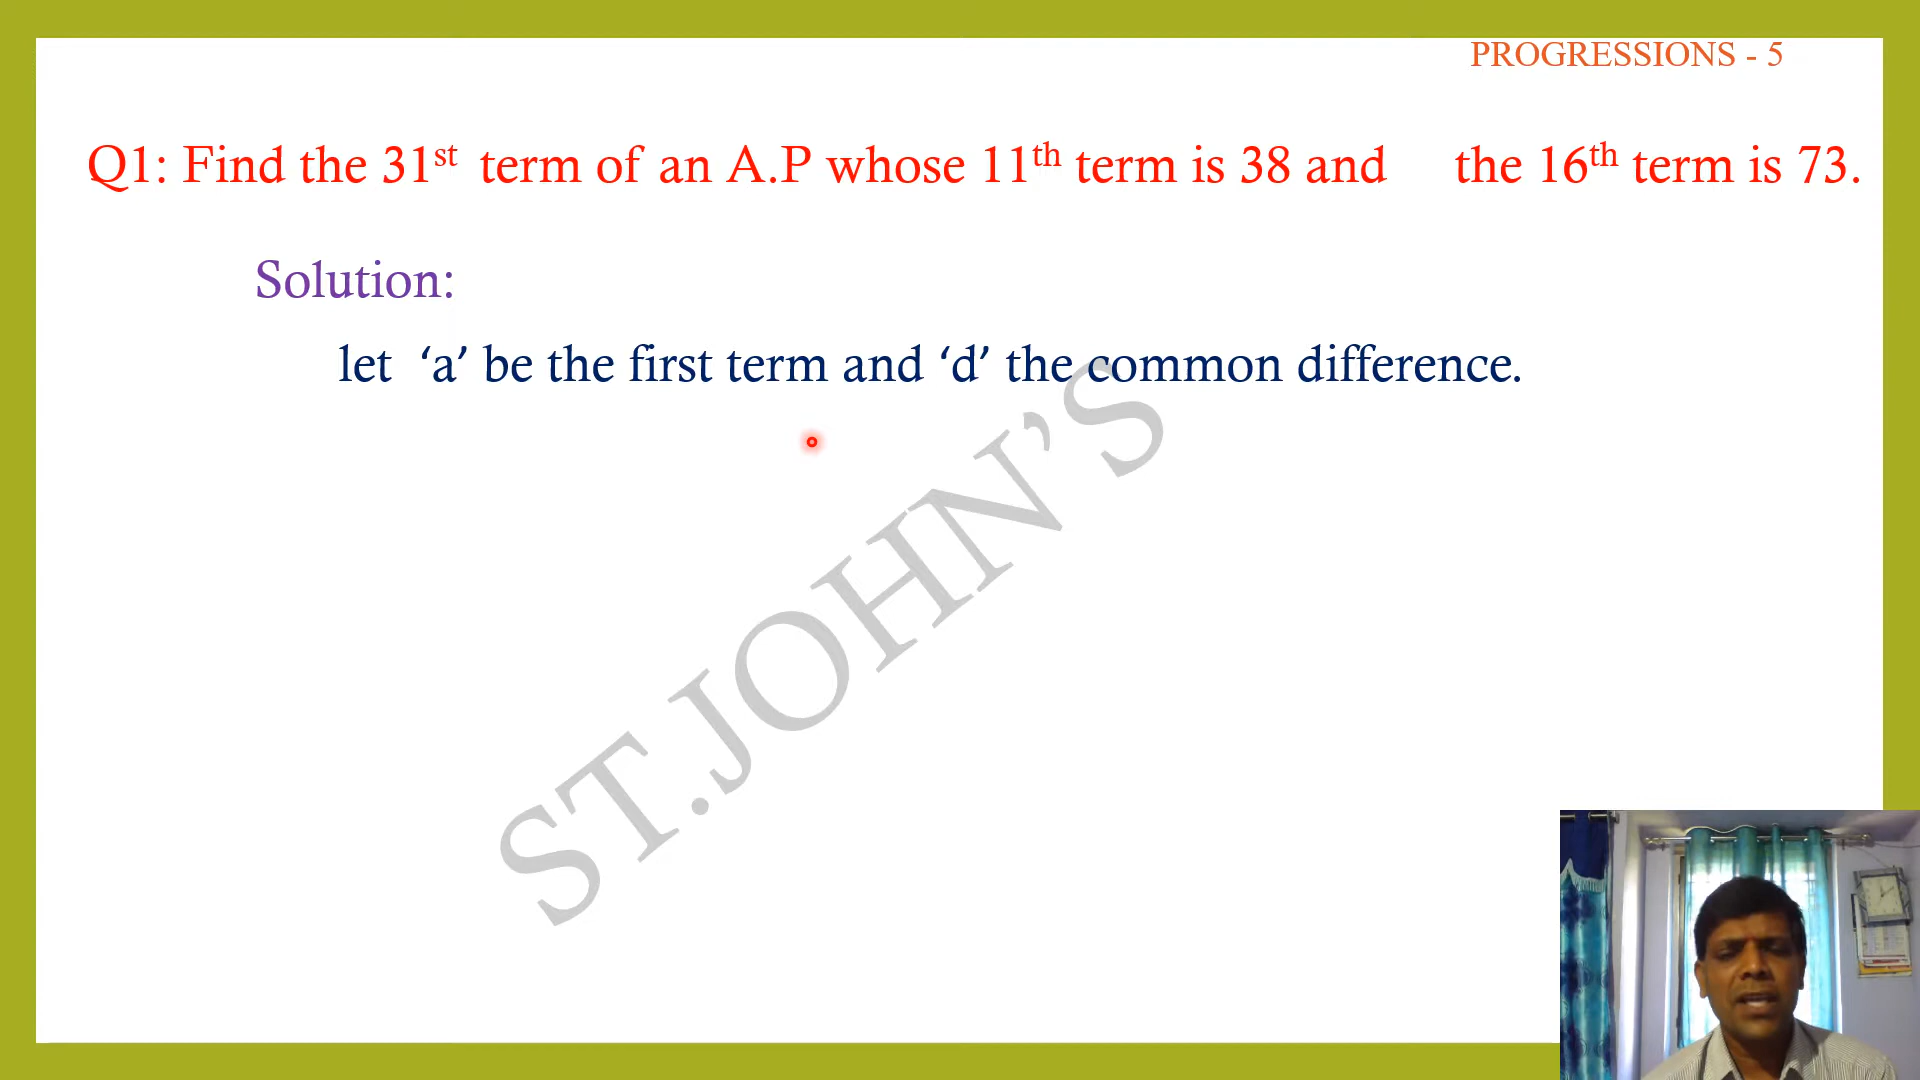 PROGRESSIONS - 5
Q1: Find the 31st term of an A.P whose 11th term is 38 and the 16th term is 73.
Solution:
let ‘a’ be the first term and ‘d’ the common difference.
ST.JOHN’S